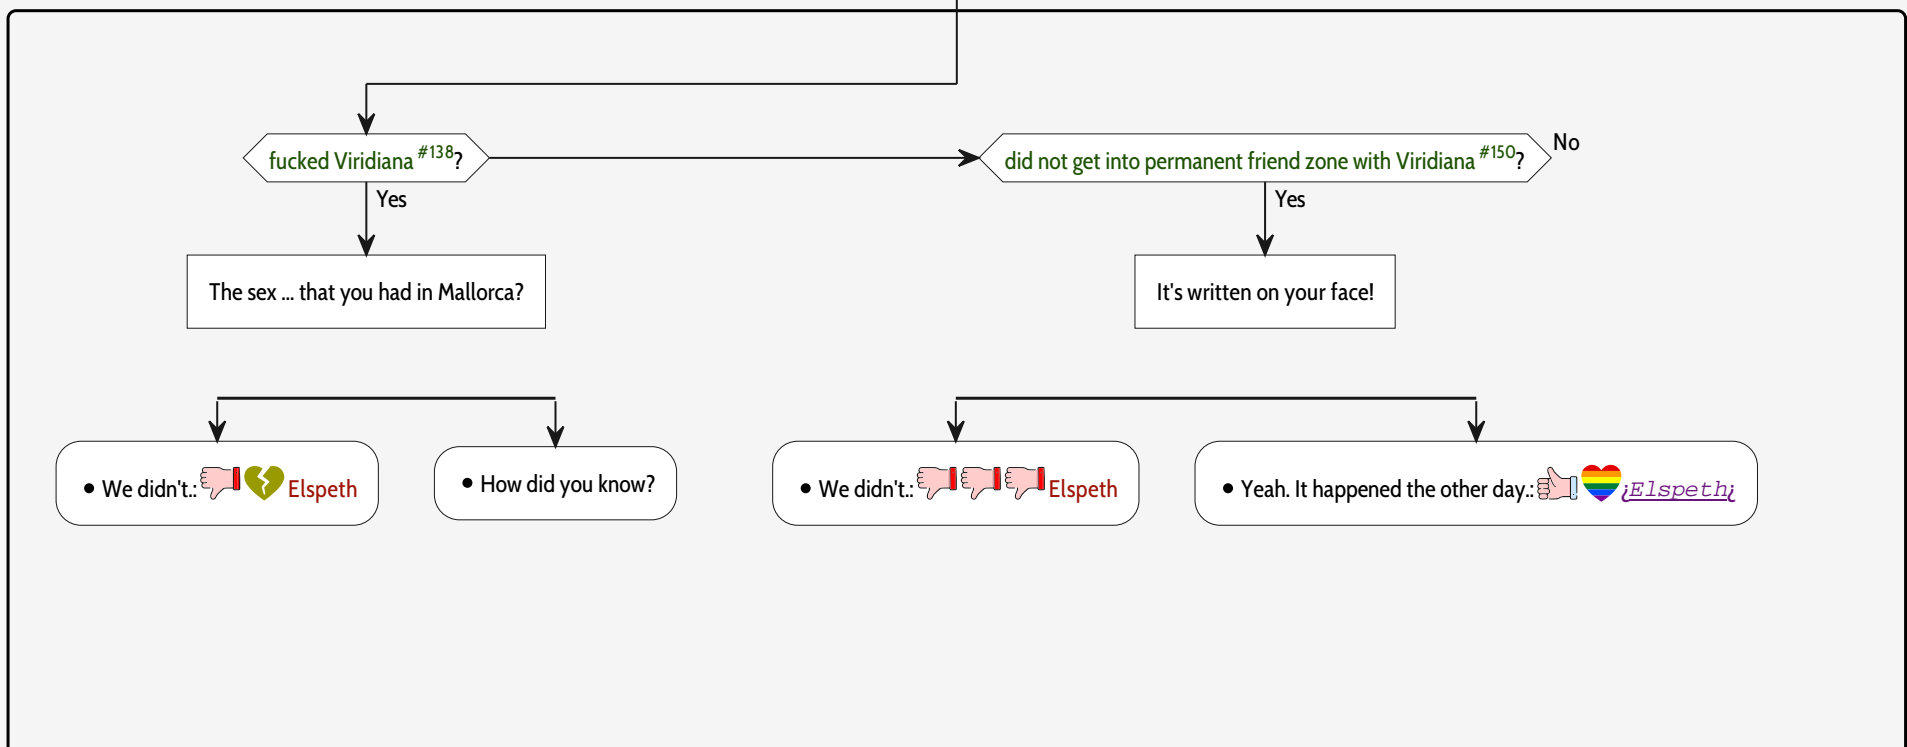 fucked Viridiana #138?
did not get into permanent friend zone with Viridiana #150?
No
Yes
Yes
The sex ... that you had in Mallorca?
It's written on your face!
• We didn't.: Elspeth
• How did you know?
• We didn't.: Elspeth
• Yeah. It happened the other day.: ¿Elspeth¿